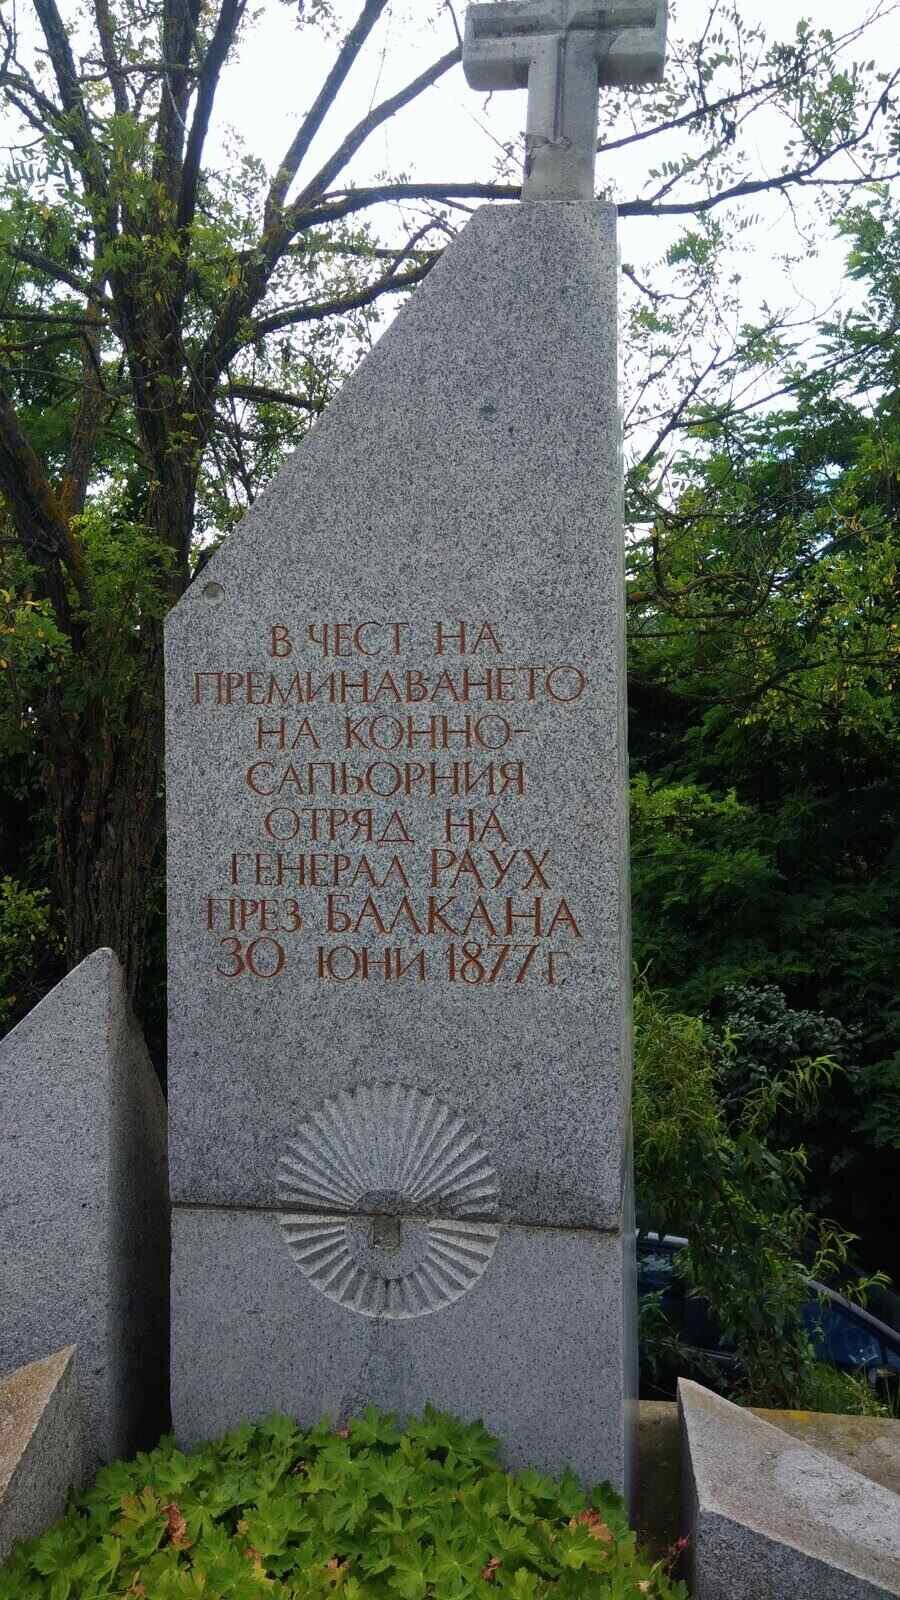 В ЧЕСТ НА
ПРЕМИНАВАНЕТО
НА КОННО-
САПЬОРНИЯ
ОТРЯД НА
ГЕНЕРАЛ РАУХ
ПРЕЗ БАЛКАНА
30 ЮНИ 1877 Г.